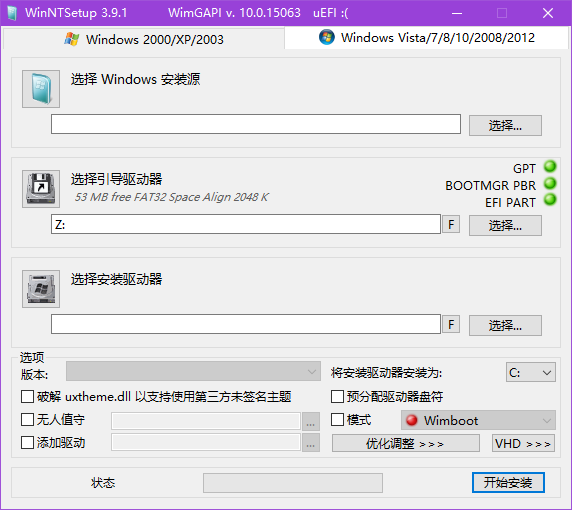 WinNTSetup 3.9.1 WimGAPI v. 10.0.15063 uEFI :(
Windows 2000/XP/2003 Windows Vista/7/8/10/2008/2012
选择 Windows 安装源
选择...
选择引导驱动器
53 MB free FAT32 Space Align 2048 K
GPT
BOOTMGR PBR
EFI PART
Z: F 选择...
选择安装驱动器
F 选择...
选项
版本: 将安装驱动器安装为: C:
破解 uxtheme.dll 以支持使用第三方未签名主题 预分配驱动器盘符
无人值守 ... 模式 Wimboot
添加驱动 ... 优化调整 >>> VHD >>>
状态 开始安装